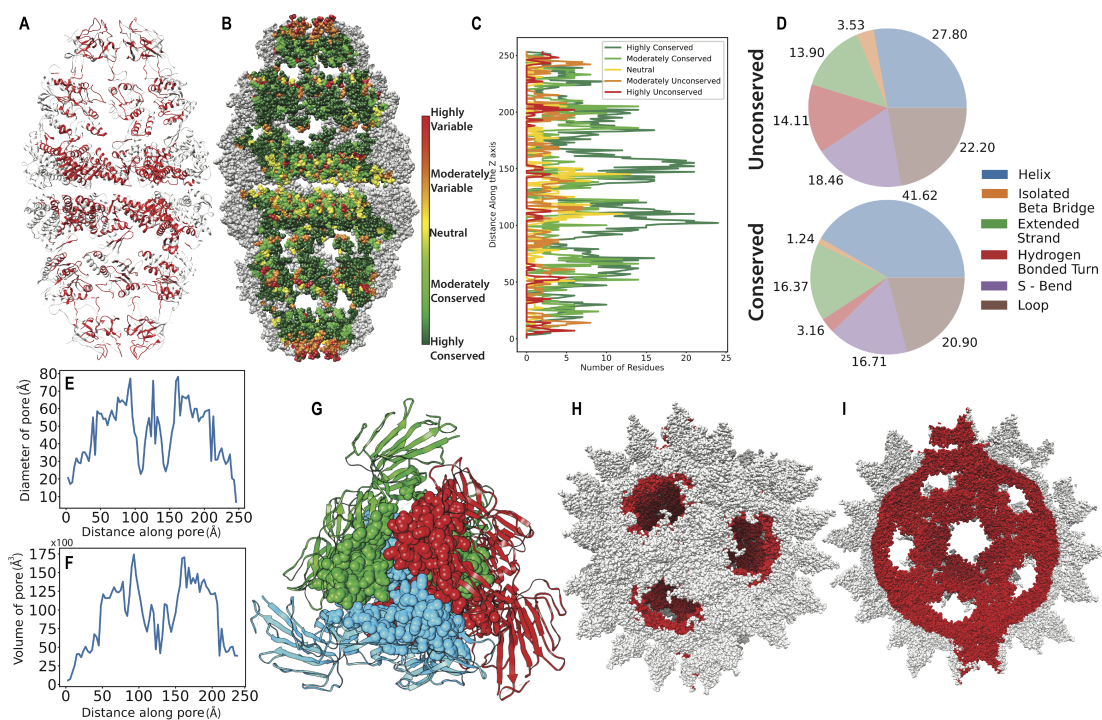 A
B
Highly
Variable
Moderately
Variable
Neutral
Moderately
Conserved
Highly
Conserved
C
Distance Along the Z axis
250
200
150
100
50
0
Highly Conserved
Moderately Conserved
Neutral
Moderately Unconserved
Highly Unconserved
0
5
10
15
20
25
Number of Residues
D
Unconserved
3.53
27.80
13.90
14.11
18.46
22.20
Conserved
41.62
1.24
16.37
3.16
16.71
20.90
Helix
Isolated
Beta Bridge
Extended
Strand
Hydrogen
Bonded Turn
S - Bend
Loop
E
Diameter of pore (Å)
80
70
60
50
40
30
20
10
0
50
100
150
200
250
Distance along pore (Å)
F
x100
Volume of pore (Å³)
175
150
125
100
75
50
25
0
0
50
100
150
200
250
Distance along pore (Å)
G
H
I